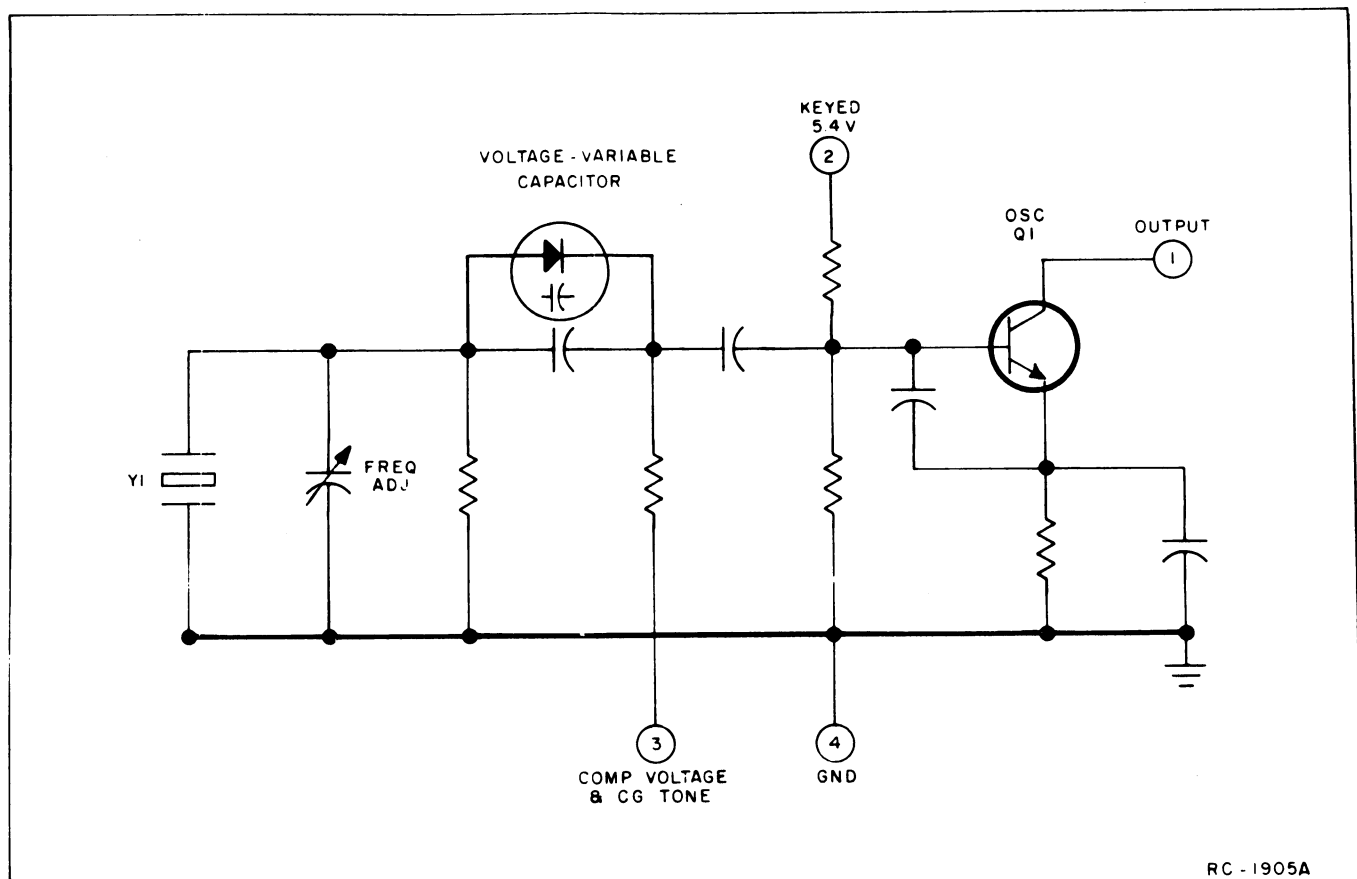 KEYED
5.4 V
2
VOLTAGE - VARIABLE
CAPACITOR
OSC
Q1
OUTPUT
1
Y1
FREQ
ADJ
3
COMP VOLTAGE
& CG TONE
4
GND
RC - 1905A